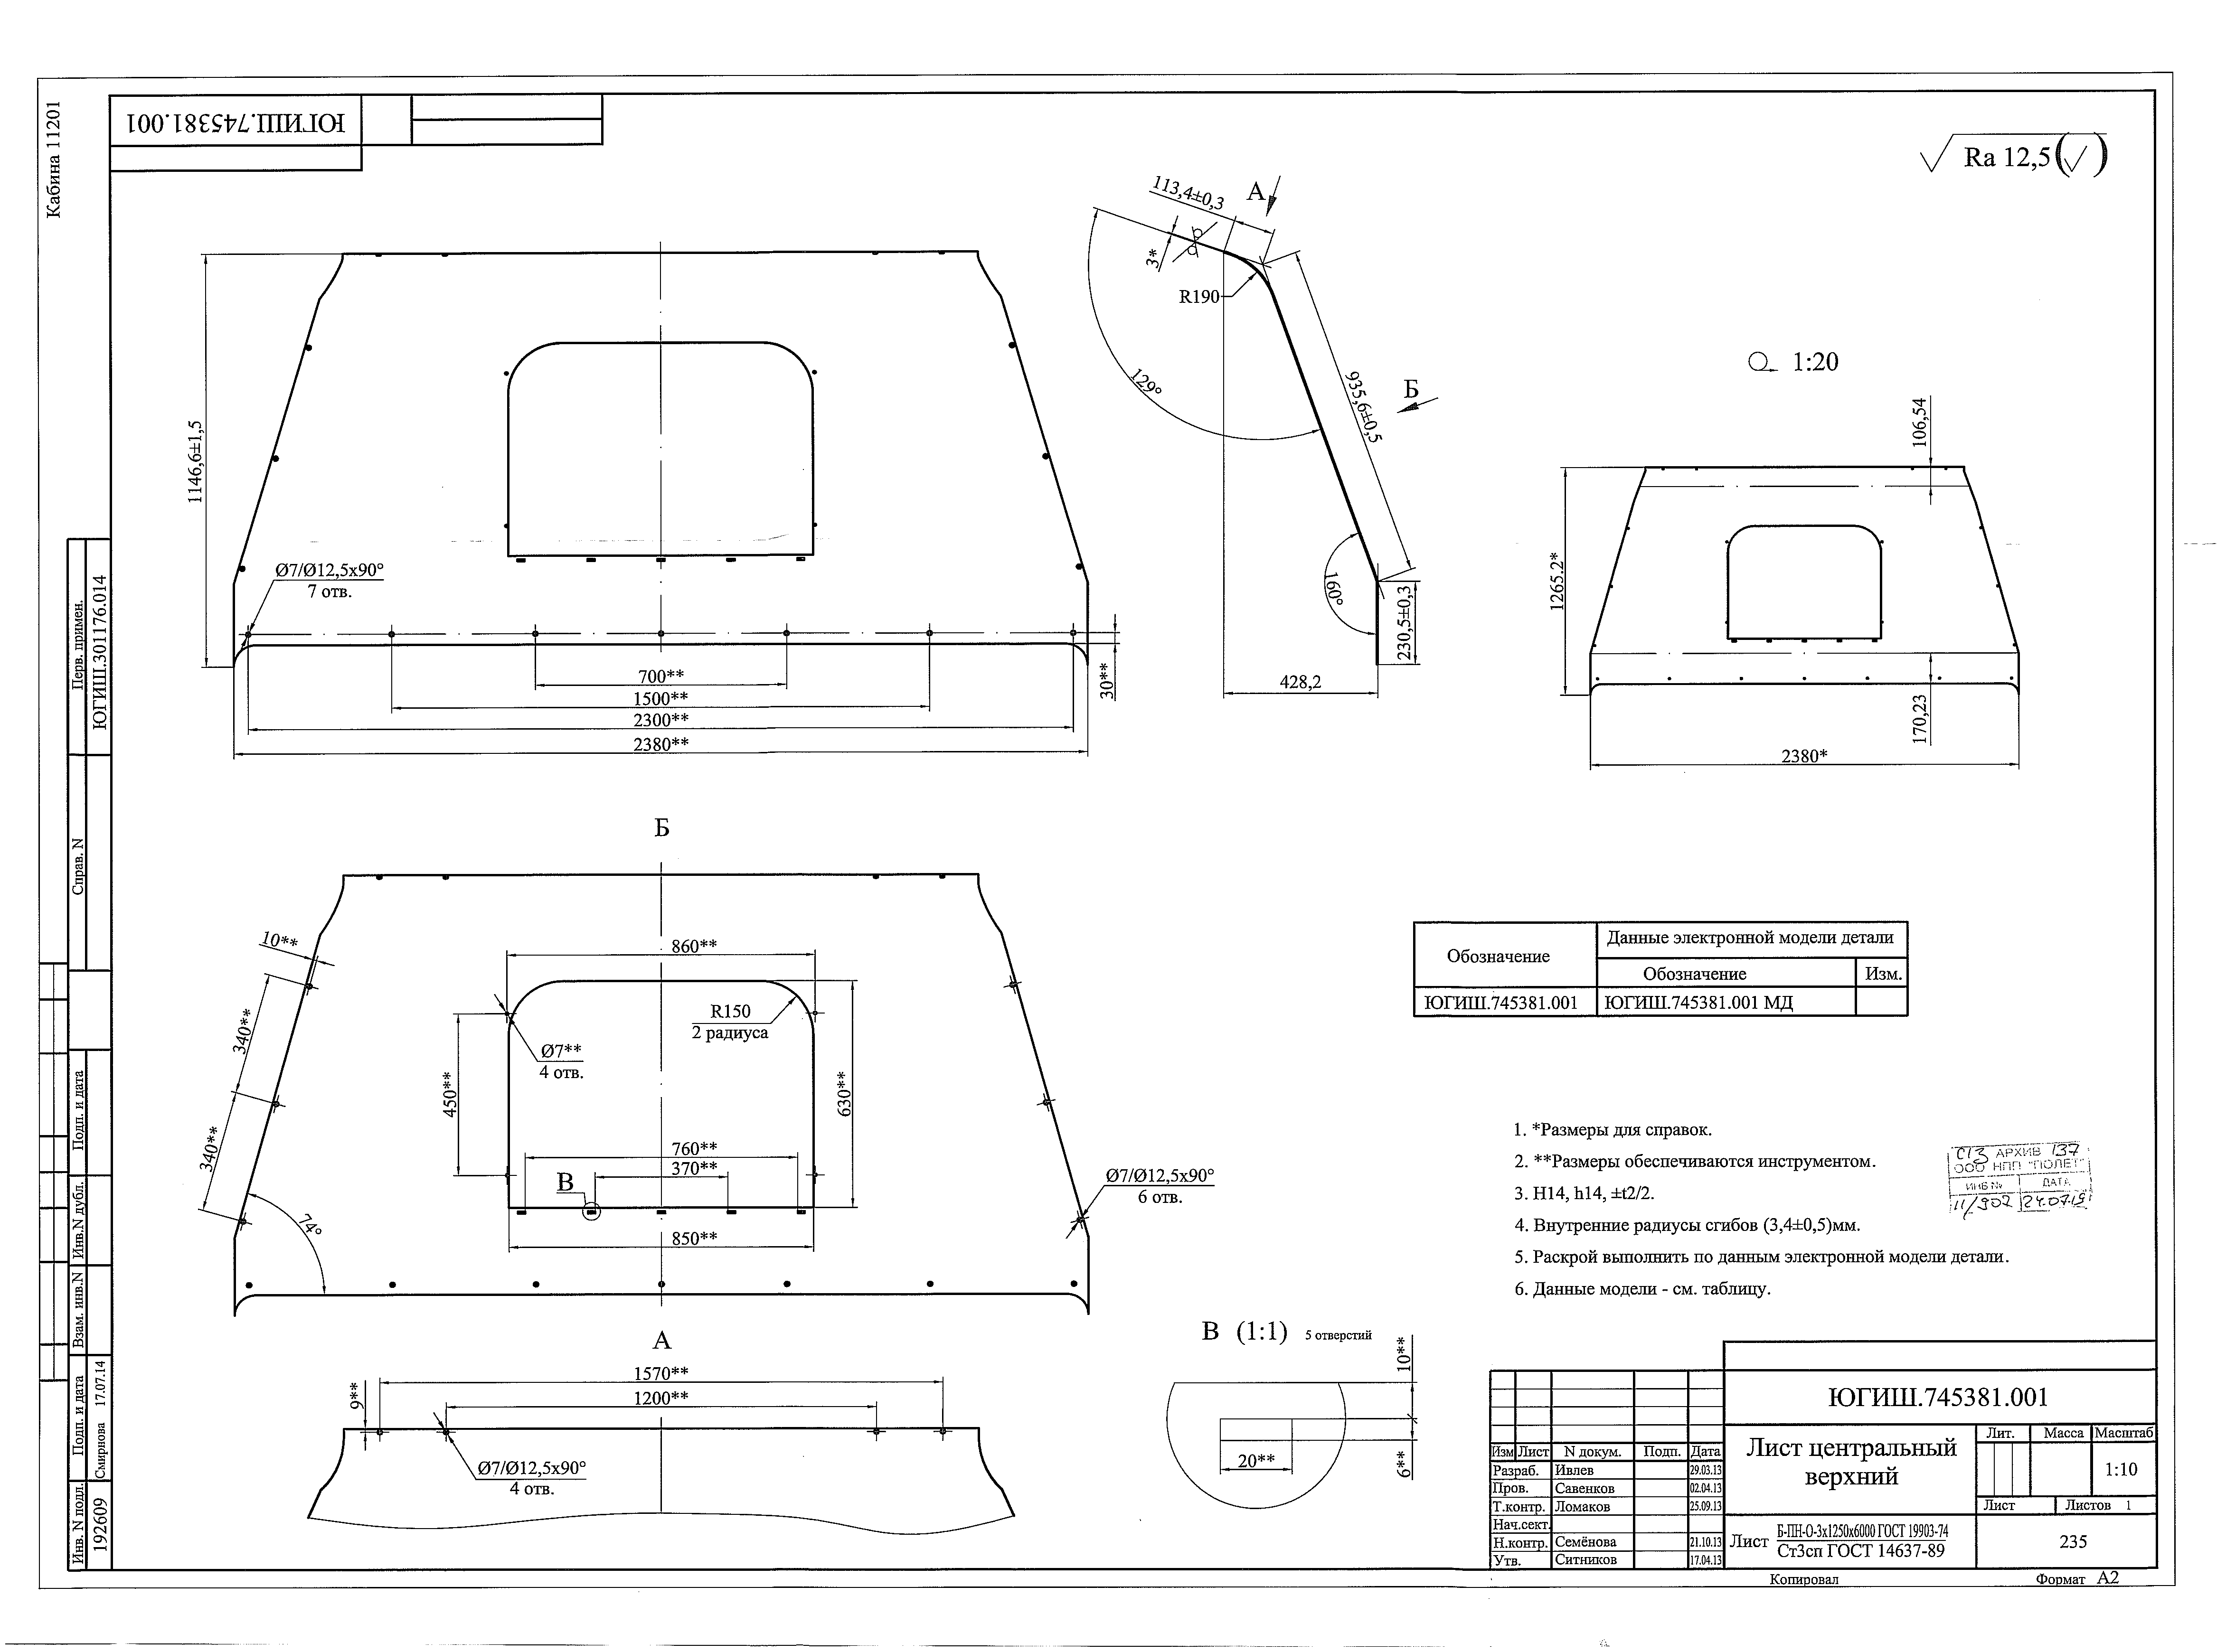 Кабина 11201
ЮГИШ.745381.001
Ra 12,5 (√)
1146,6±1,5
Ø7/Ø12,5x90°
7 отв.
700**
1500**
2300**
2380**
30**
113,4±0,3
А
3*
R190
129°
935,6±0,5
Б
160°
230,5±0,3
428,2
1:20
106,54
1265.2*
170,23
2380*
Б
10**
340**
340**
74°
860**
R150
2 радиуса
Ø7**
4 отв.
450**
630**
760**
370**
В
850**
Ø7/Ø12,5x90°
6 отв.
А
1570**
1200**
9**
Ø7/Ø12,5x90°
4 отв.
В (1:1) 5 отверстий
10**
20**
6**
Обозначение
Данные электронной модели детали
Обозначение Изм.
ЮГИШ.745381.001 ЮГИШ.745381.001 МД
1. *Размеры для справок.
2. **Размеры обеспечиваются инструментом.
3. H14, h14, ±t2/2.
4. Внутренние радиусы сгибов (3,4±0,5)мм.
5. Раскрой выполнить по данным электронной модели детали.
6. Данные модели - см. таблицу.
АРХИВ 137
ООО НПП "ПОЛЕТ"
ИНВ № ДАТА
11/902 24.07.19
Перв. примен.
ЮГИШ.301176.014
Справ. N
Подп. и дата
Инв.N дубл.
Взам. инв.N
Подп. и дата
Смирнова 17.07.14
Инв. N подл.
192609
ЮГИШ.745381.001
Изм Лист N докум. Подп. Дата
Разраб. Ивлев 29.03.13
Пров. Савенков 02.04.13
Т.контр. Ломаков 25.09.13
Нач.сект.
Н.контр. Семёнова 21.10.13
Утв. Ситников 17.04.13
Лист центральный
верхний
Лит. Масса Масштаб
1:10
Лист Листов 1
Лист Б-ПН-О-3x1250x6000 ГОСТ 19903-74
Ст3сп ГОСТ 14637-89
235
Копировал Формат А2